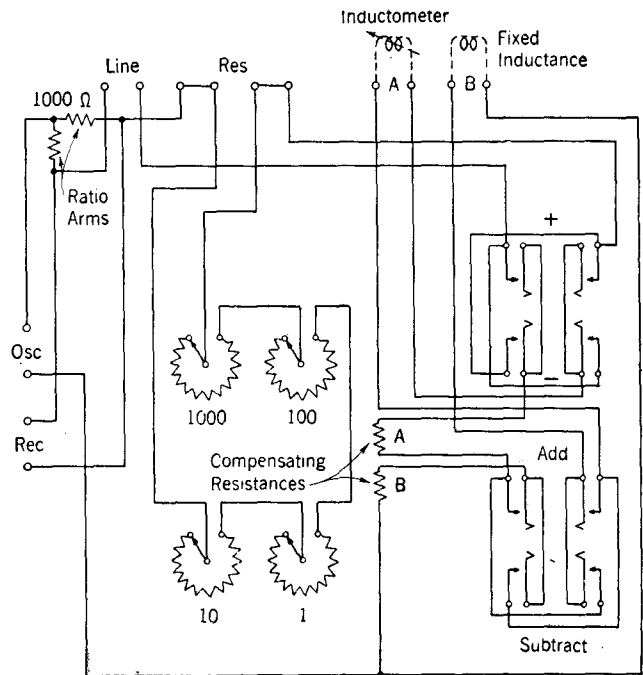 Inductometer
Fixed
Inductance
A
B
Line
Res
1000 Ω
Ratio
Arms
+
Osc
Rec
1000
100
−
A
B
Compensating
Resistances
Add
10
1
Subtract